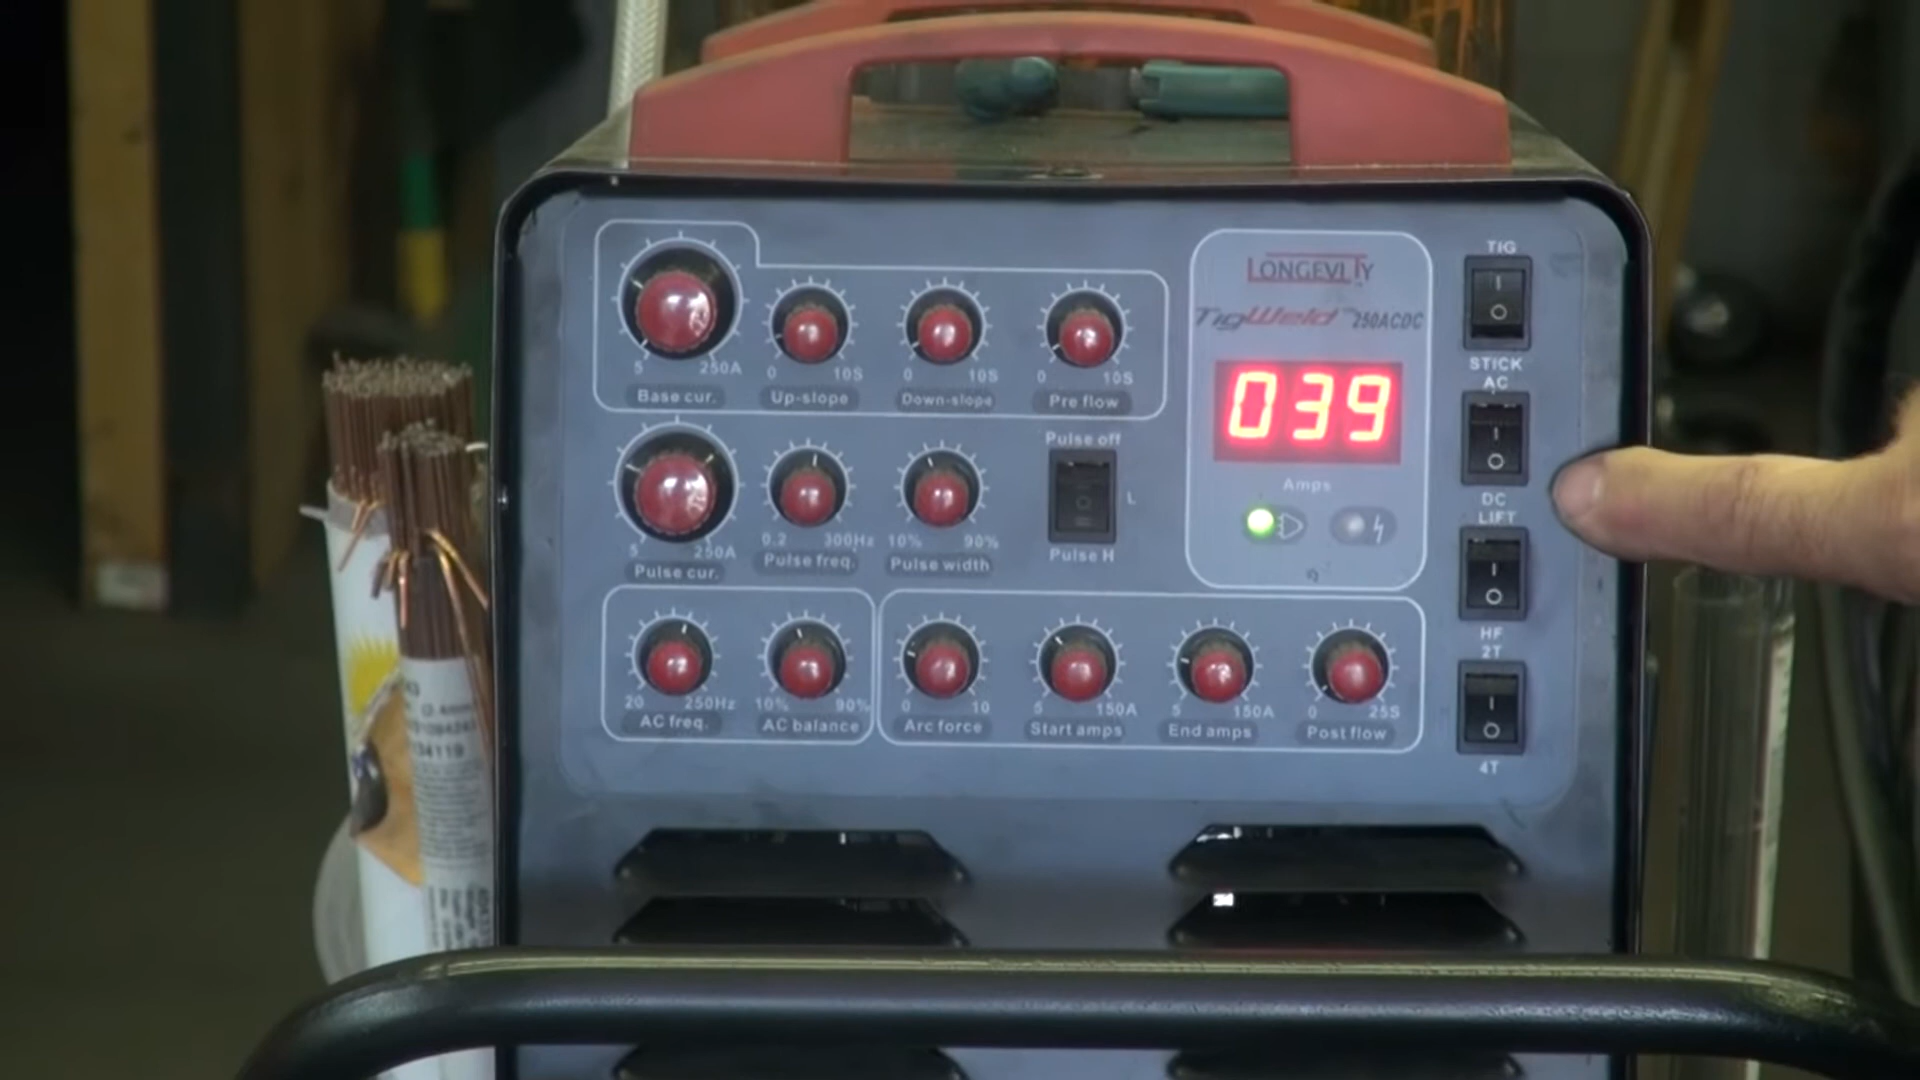 LONGEVITY
TigWeld™ 250ACDC
039
Amps
5 250A
Base cur.
0 10S
Up-slope
0 10S
Down-slope
0 10S
Pre flow
5 250A
Pulse cur.
0.2 300Hz
Pulse freq.
10% 90%
Pulse width
Pulse off
L
Pulse H
20 250Hz
AC freq.
10% 90%
AC balance
0 10
Arc force
5 150A
Start amps
5 150A
End amps
0 25S
Post flow
TIG
STICK
AC
DC
LIFT
HF
2T
4T
134119